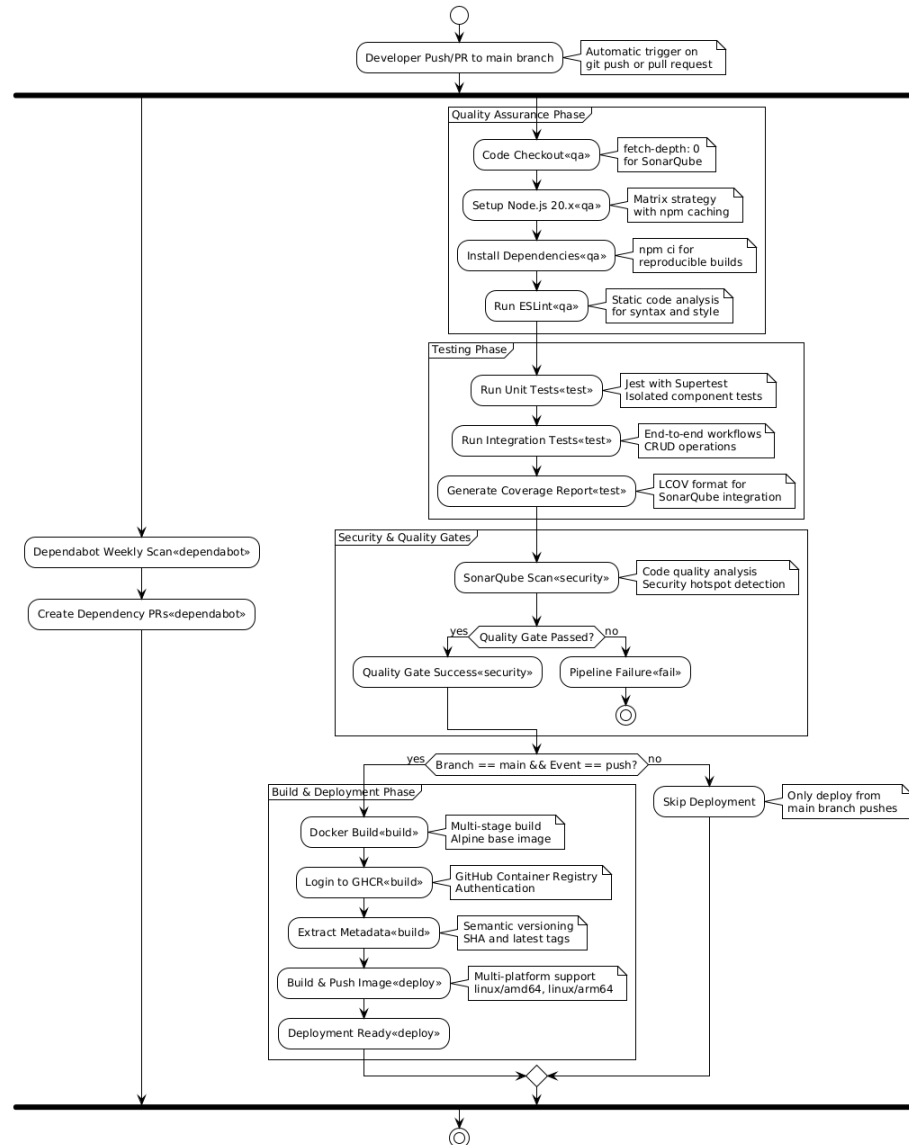 Developer Push/PR to main branch
Automatic trigger on
git push or pull request
Quality Assurance Phase
Code Checkout«qa»
fetch-depth: 0
for SonarQube
Setup Node.js 20.x«qa»
Matrix strategy
with npm caching
Install Dependencies«qa»
npm ci for
reproducible builds
Run ESLint«qa»
Static code analysis
for syntax and style
Testing Phase
Run Unit Tests«test»
Jest with Supertest
Isolated component tests
Run Integration Tests«test»
End-to-end workflows
CRUD operations
Generate Coverage Report«test»
LCOV format for
SonarQube integration
Dependabot Weekly Scan«dependabot»
Create Dependency PRs«dependabot»
Security & Quality Gates
SonarQube Scan«security»
Code quality analysis
Security hotspot detection
yes
Quality Gate Passed?
no
Quality Gate Success«security»
Pipeline Failure«fail»
yes
Branch == main && Event == push?
no
Build & Deployment Phase
Skip Deployment
Only deploy from
main branch pushes
Docker Build«build»
Multi-stage build
Alpine base image
Login to GHCR«build»
GitHub Container Registry
Authentication
Extract Metadata«build»
Semantic versioning
SHA and latest tags
Build & Push Image«deploy»
Multi-platform support
linux/amd64, linux/arm64
Deployment Ready«deploy»